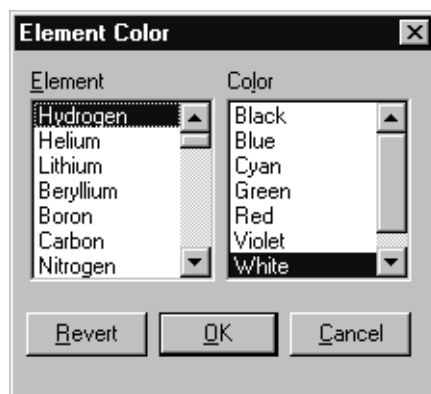 Element Color
Element
Color
Hydrogen
Helium
Lithium
Beryllium
Boron
Carbon
Nitrogen
Black
Blue
Cyan
Green
Red
Violet
White
Revert
OK
Cancel